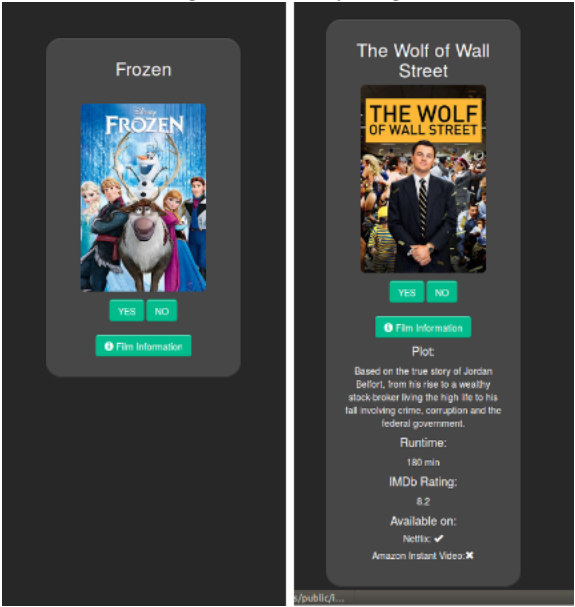 Frozen
Disney
FROZEN
YES NO
Film Information
The Wolf of Wall
Street
THE WOLF
OF WALL STREET
YES NO
Film Information
Plot:
Based on the true story of Jordan
Belfort, from his rise to a wealthy
stock-broker living the high life to his
fall involving crime, corruption and the
federal government.
Runtime:
180 min
IMDb Rating:
8.2
Available on:
Netflix: ✔
Amazon Instant Video:✖